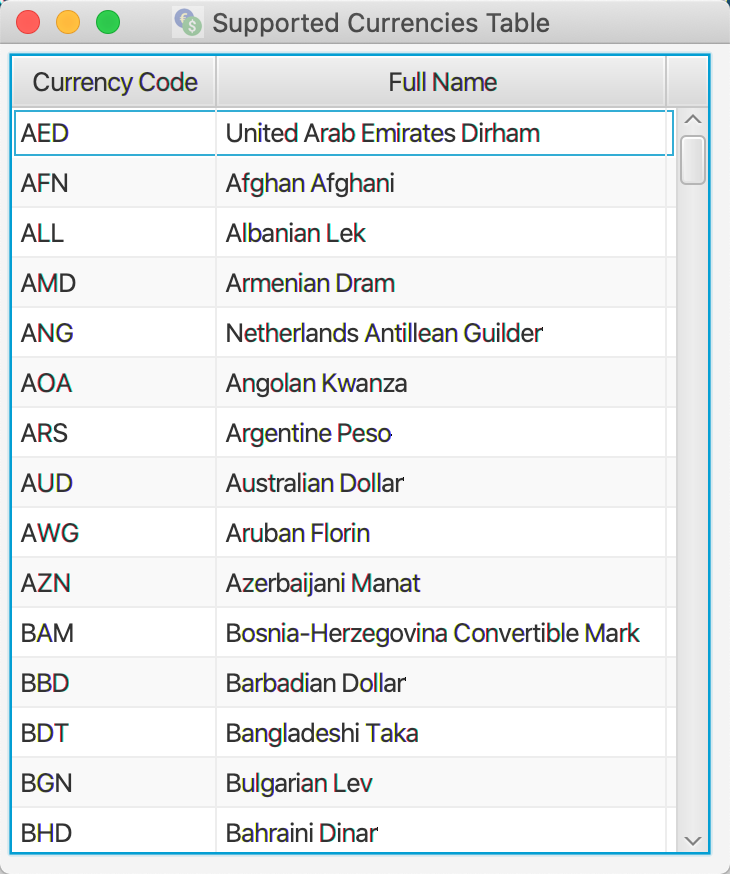 Supported Currencies Table
Currency Code Full Name
AED United Arab Emirates Dirham
AFN Afghan Afghani
ALL Albanian Lek
AMD Armenian Dram
ANG Netherlands Antillean Guilder
AOA Angolan Kwanza
ARS Argentine Peso
AUD Australian Dollar
AWG Aruban Florin
AZN Azerbaijani Manat
BAM Bosnia-Herzegovina Convertible Mark
BBD Barbadian Dollar
BDT Bangladeshi Taka
BGN Bulgarian Lev
BHD Bahraini Dinar